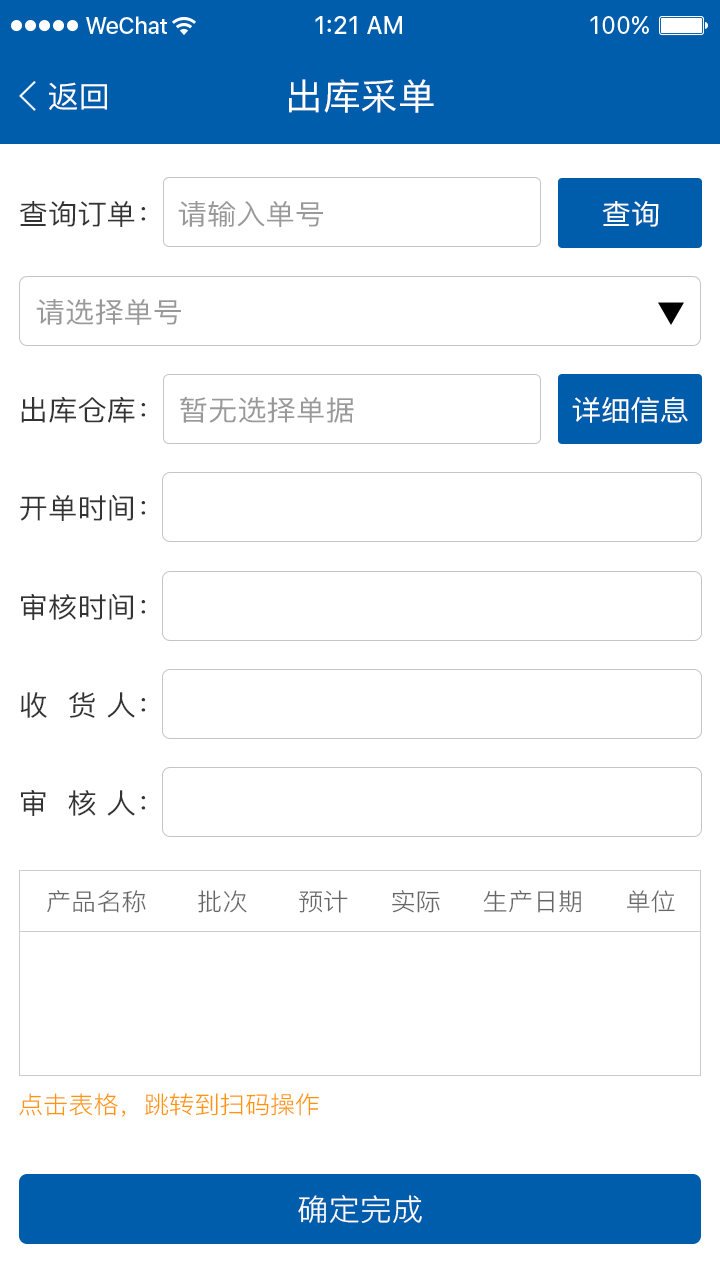 WeChat 1:21 AM 100%
返回 出库采单
查询订单： 请输入单号 查询
请选择单号
出库仓库： 暂无选择单据 详细信息
开单时间：
审核时间：
收 货 人：
审 核 人：
产品名称 批次 预计 实际 生产日期 单位
点击表格，跳转到扫码操作
确定完成